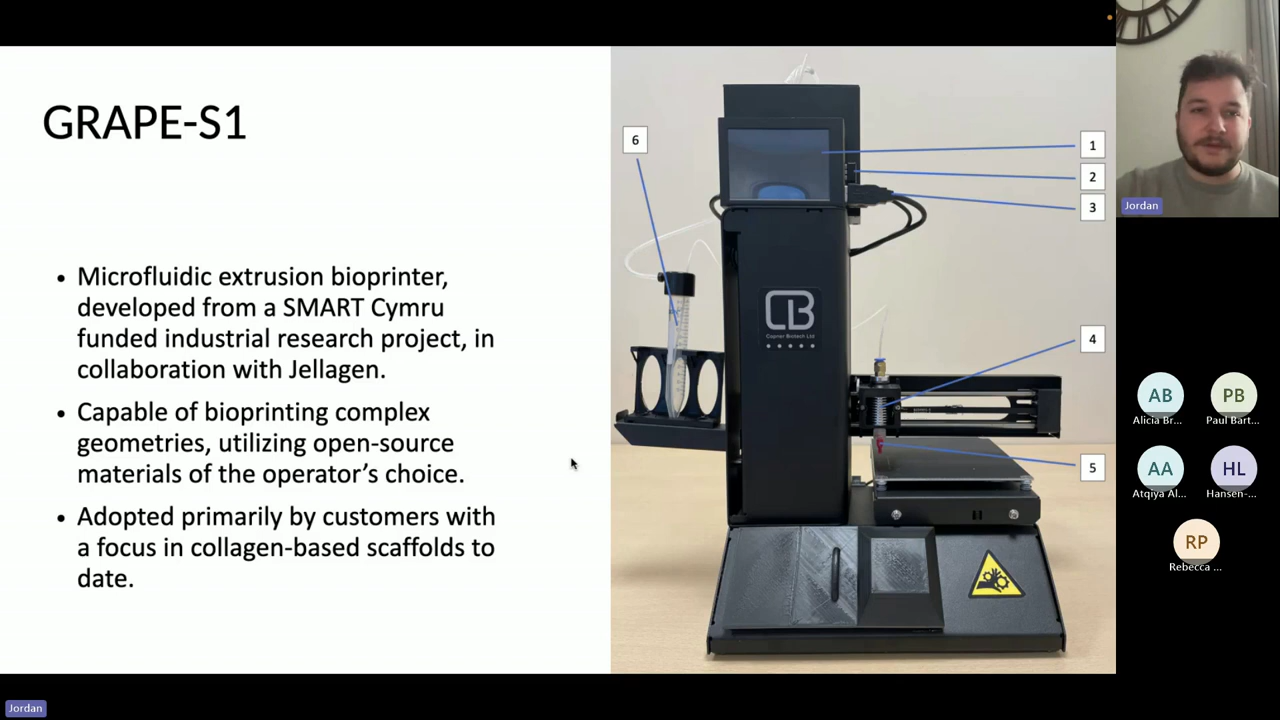 GRAPE-S1
• Microfluidic extrusion bioprinter,
developed from a SMART Cymru
funded industrial research project, in
collaboration with Jellagen.
• Capable of bioprinting complex
geometries, utilizing open-source
materials of the operator's choice.
• Adopted primarily by customers with
a focus in collagen-based scaffolds to
date.
6
1
2
3
4
5
CB
Copner Biotech Ltd
Jordan
AB
Alicia Br...
PB
Paul Bart...
AA
Atqiya Al...
HL
Hansen-...
RP
Rebecca ...
Jordan